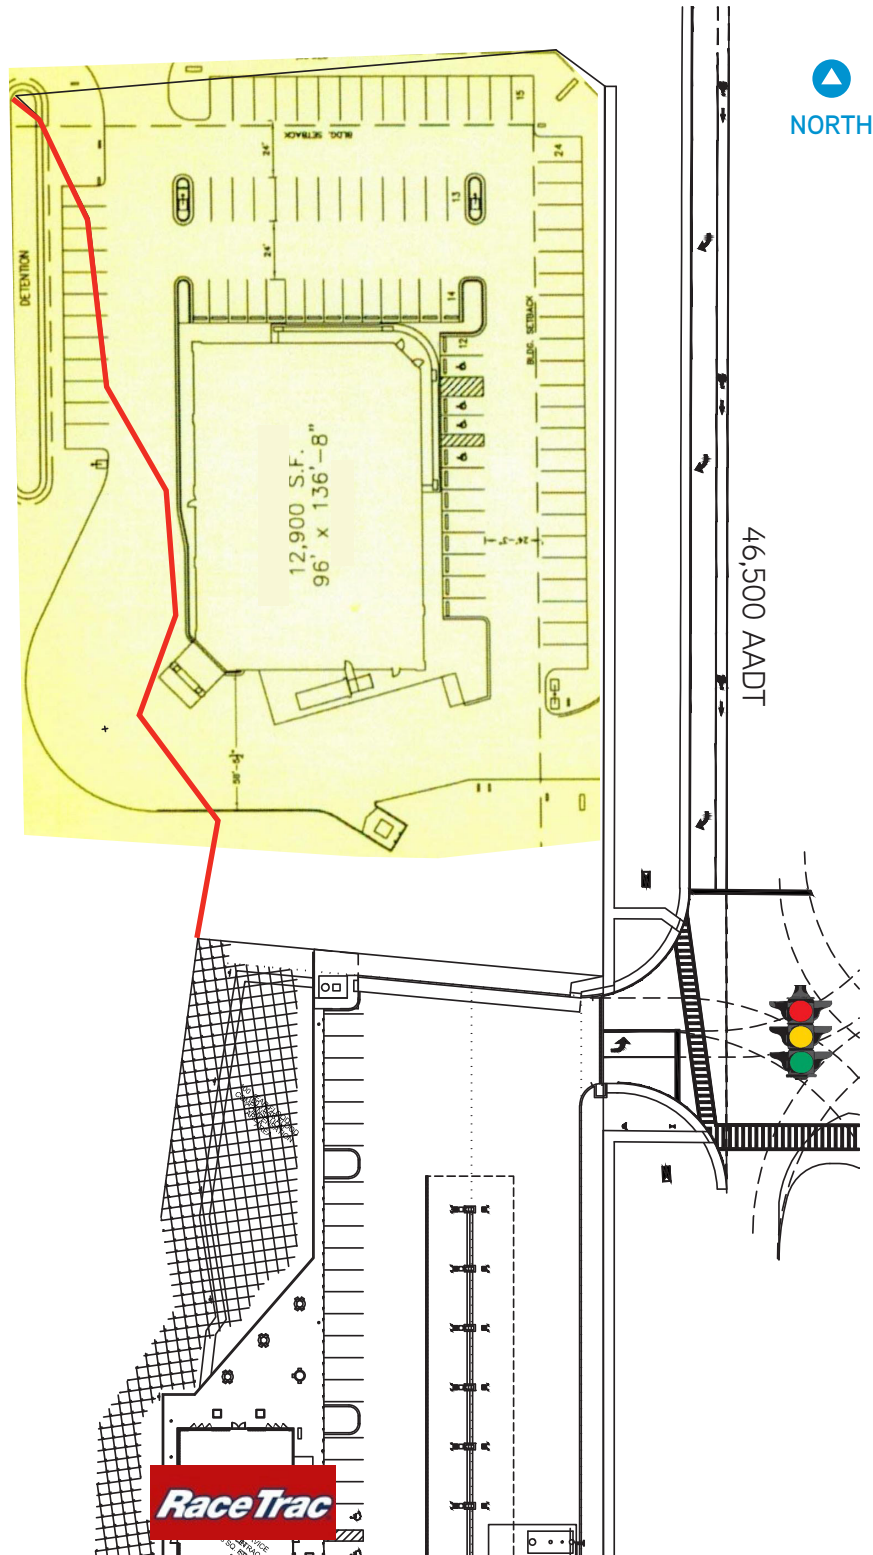 NORTH
15
BLDG. SETBACK
24
24'
13
24'
14
DETENTION
BLDG. SETBACK
12
12,900 S.F.
96' x 136'-8"
46,500 AADT
RaceTrac